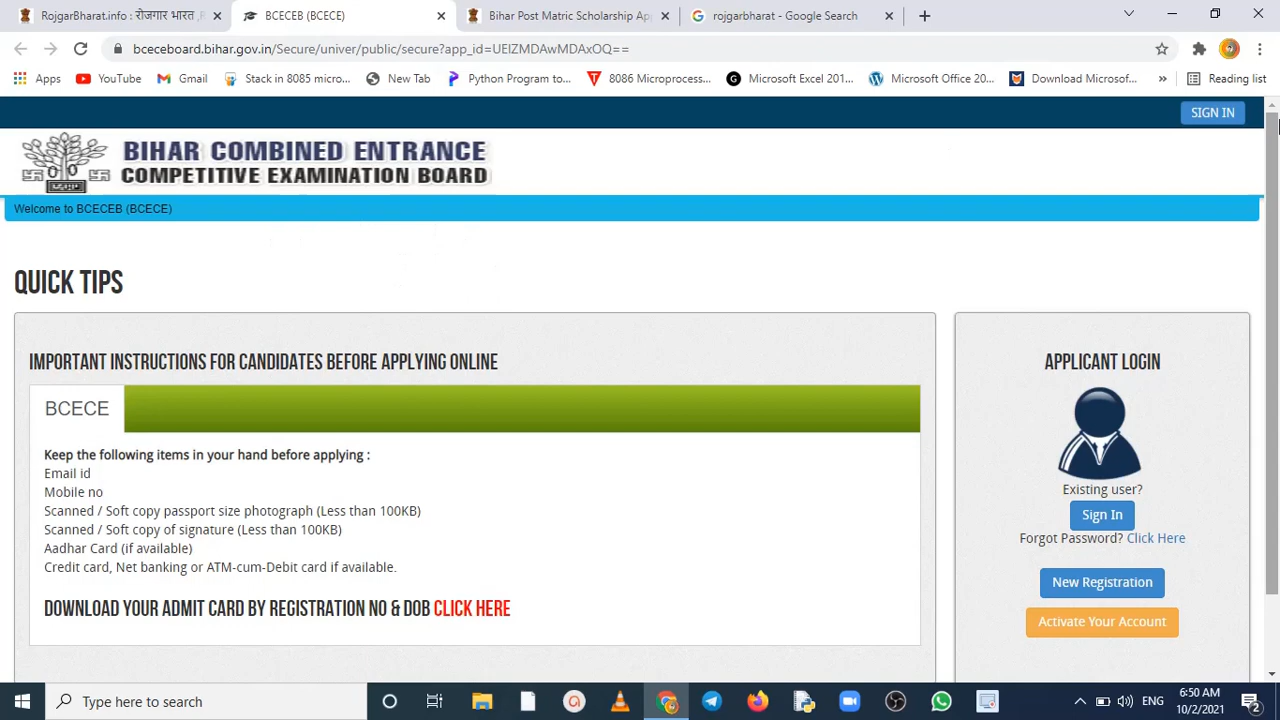 RojgarBharat.info : रोजगार भारत
BCECEB (BCECE)
Bihar Post Matric Scholarship Ap
rojgarbharat - Google Search
bceceboard.bihar.gov.in/Secure/univer/public/secure?app_id=UElZMDAwMDAxOQ==
Apps
YouTube
Gmail
Stack in 8085 micro...
New Tab
Python Program to...
8086 Microprocess...
Microsoft Excel 201...
Microsoft Office 20...
Download Microsof...
»
Reading list
SIGN IN
BIHAR COMBINED ENTRANCE
COMPETITIVE EXAMINATION BOARD
Welcome to BCECEB (BCECE)
QUICK TIPS
IMPORTANT INSTRUCTIONS FOR CANDIDATES BEFORE APPLYING ONLINE
BCECE
Keep the following items in your hand before applying :
Email id
Mobile no
Scanned / Soft copy passport size photograph (Less than 100KB)
Scanned / Soft copy of signature (Less than 100KB)
Aadhar Card (if available)
Credit card, Net banking or ATM-cum-Debit card if available.
DOWNLOAD YOUR ADMIT CARD BY REGISTRATION NO & DOB CLICK HERE
APPLICANT LOGIN
Existing user?
Sign In
Forgot Password? Click Here
New Registration
Activate Your Account
Type here to search
ENG
6:50 AM
10/2/2021
2